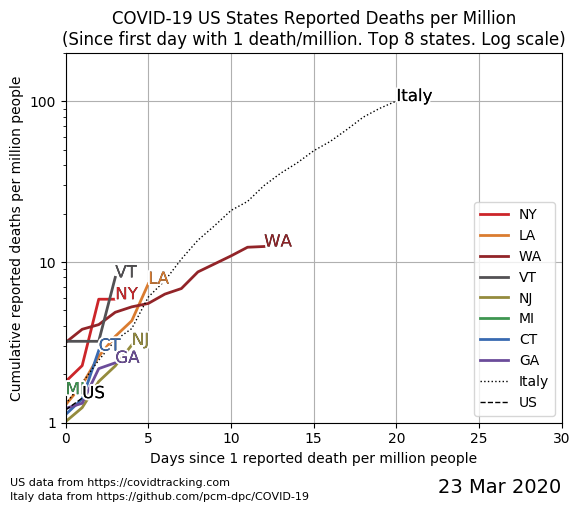 COVID-19 US States Reported Deaths per Million
(Since first day with 1 death/million. Top 8 states. Log scale)
Cumulative reported deaths per million people
100
10
1
Italy
WA
VT
LA
NY
CT
NJ
GA
MI
US
NY
LA
WA
VT
NJ
MI
CT
GA
Italy
US
0 5 10 15 20 25 30
Days since 1 reported death per million people
US data from https://covidtracking.com
Italy data from https://github.com/pcm-dpc/COVID-19
23 Mar 2020